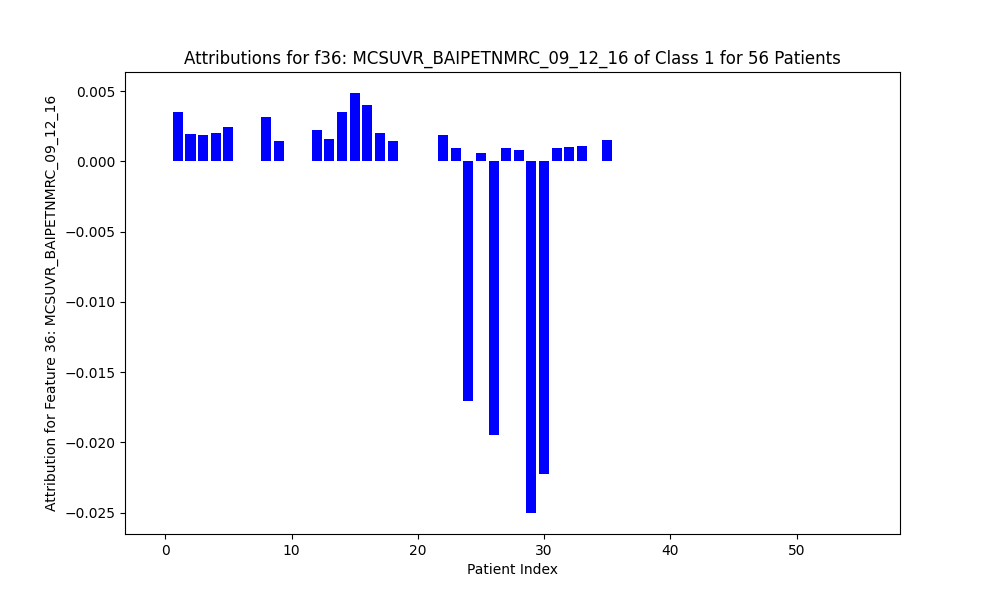 Attributions for f36: MCSUVR_BAIPETNMRC_09_12_16 of Class 1 for 56 Patients
Attribution for Feature 36: MCSUVR_BAIPETNMRC_09_12_16
0.005
0.000
−0.005
−0.010
−0.015
−0.020
−0.025
0 10 20 30 40 50
Patient Index